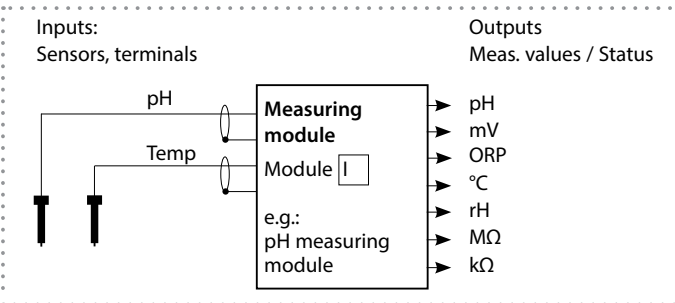 Inputs:
Sensors, terminals
Outputs
Meas. values / Status
pH
Temp
Measuring
module
Module I
e.g.:
pH measuring
module
pH
mV
ORP
°C
rH
MΩ
kΩ